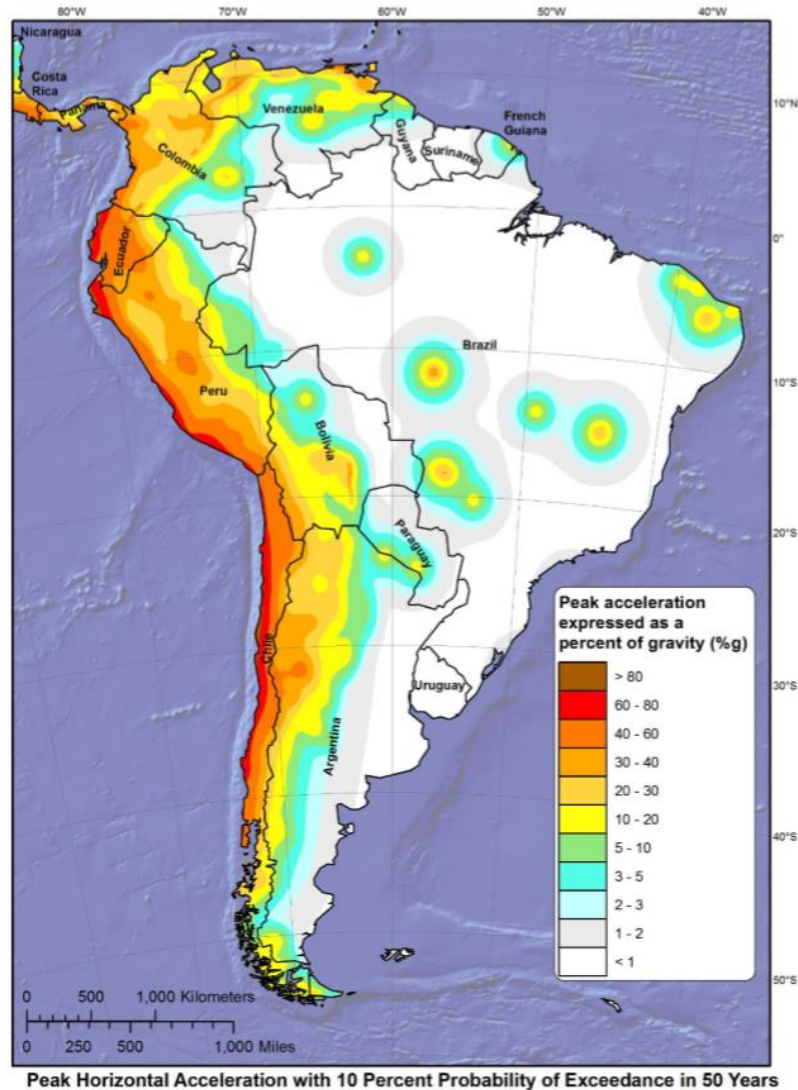 80°W 70°W 60°W 50°W 40°W
Nicaragua
Costa
Rica
Panama
Venezuela
Guyana
Suriname
French
Guiana
10°N
Colombia
Ecuador
0°
Brazil
Peru
10°S
Bolivia
20°S
Paraguay
Chile
Uruguay
Argentina
Peak acceleration
expressed as a
percent of gravity (%g)
> 80
60 - 80
40 - 60
30 - 40
20 - 30
10 - 20
5 - 10
3 - 5
2 - 3
1 - 2
< 1
30°S
40°S
50°S
0 500 1,000 Kilometers
0 250 500 1,000 Miles
Peak Horizontal Acceleration with 10 Percent Probability of Exceedance in 50 Years